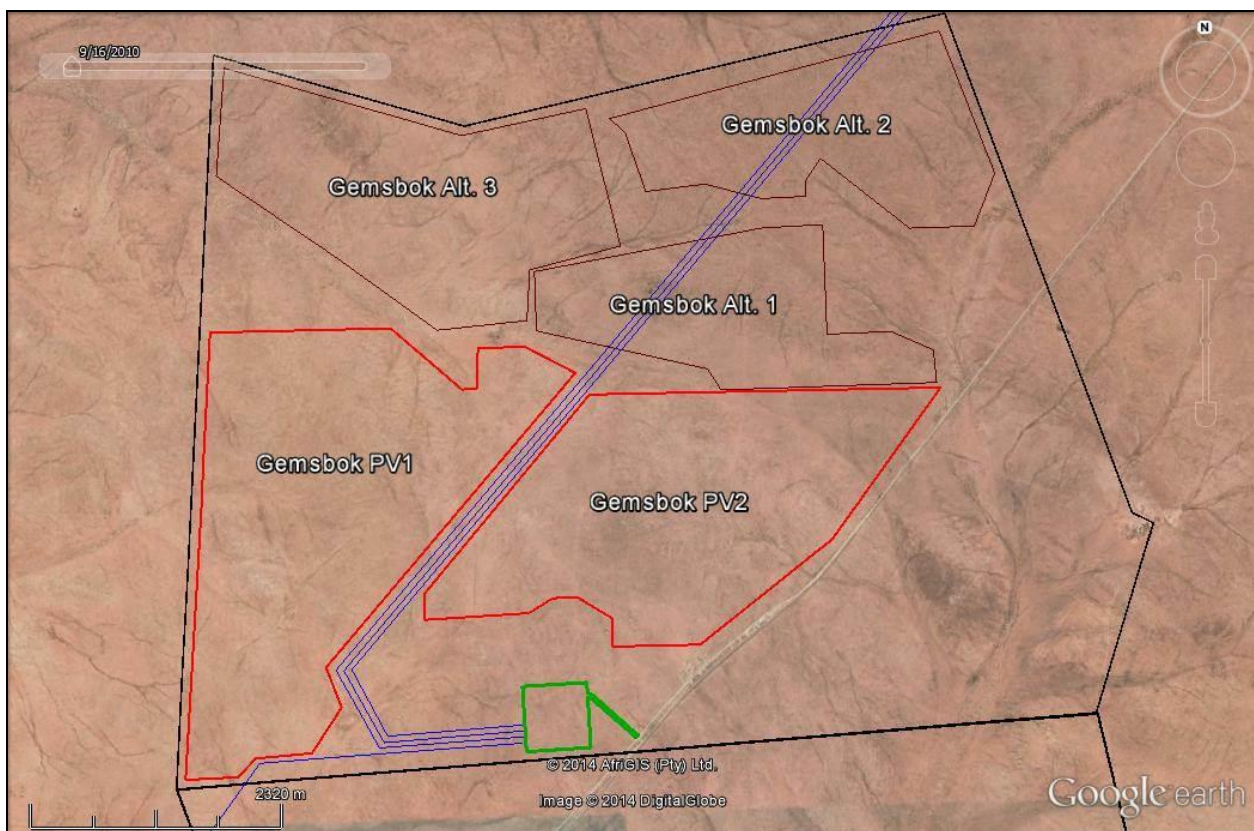 9/16/2010
N
Gemsbok Alt. 2
Gemsbok Alt. 3
Gemsbok Alt. 1
Gemsbok PV1
Gemsbok PV2
© 2014 AfriGIS (Pty) Ltd.
2320 m
Image © 2014 DigitalGlobe
Google earth